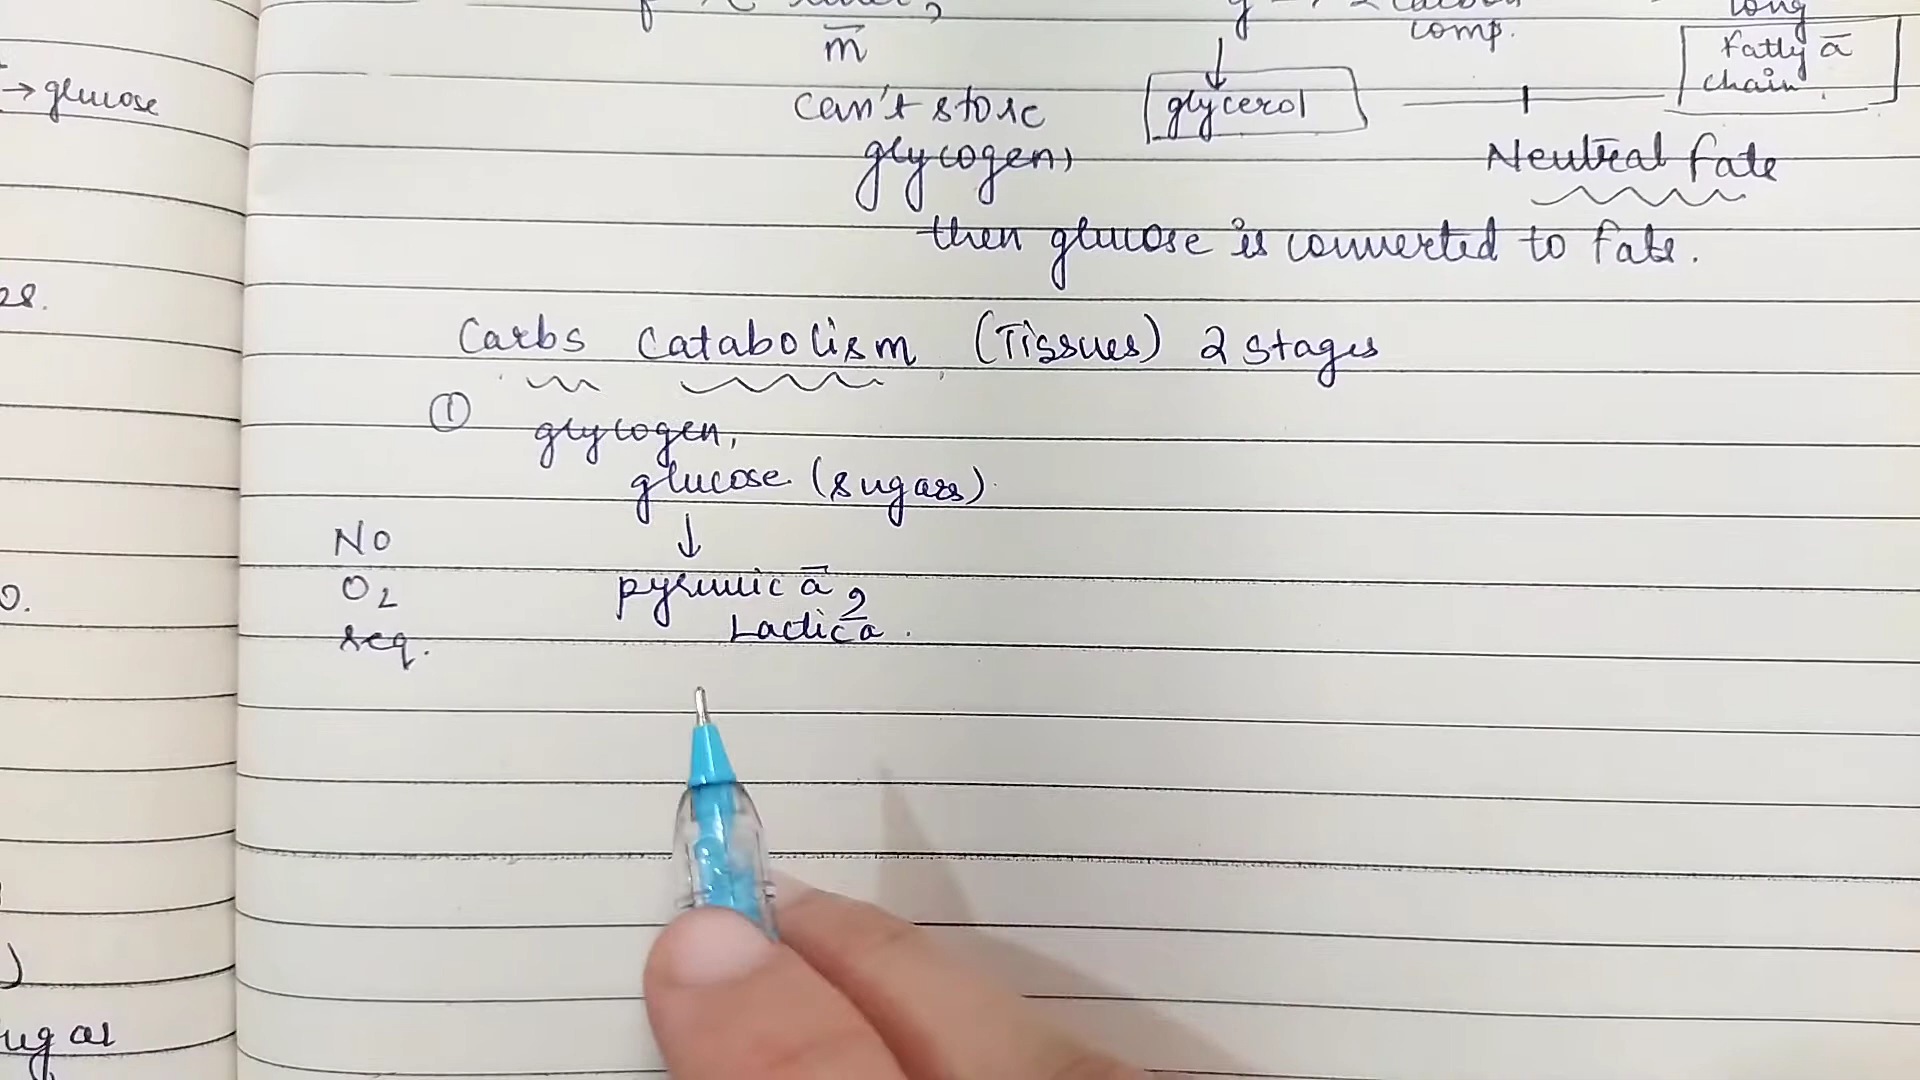 long
comp.
m̅
Fatty a̅
chain.
→ glucose
can't store
glycerol
glycogen,
Neutral fats
then glucose is converted to fats.
Carbs Catabolism (Tissues) 2 stages
① glycogen,
glucose (sugars).
↓
No
O2
req.
pyruvic a̅,
Lactic a̅.